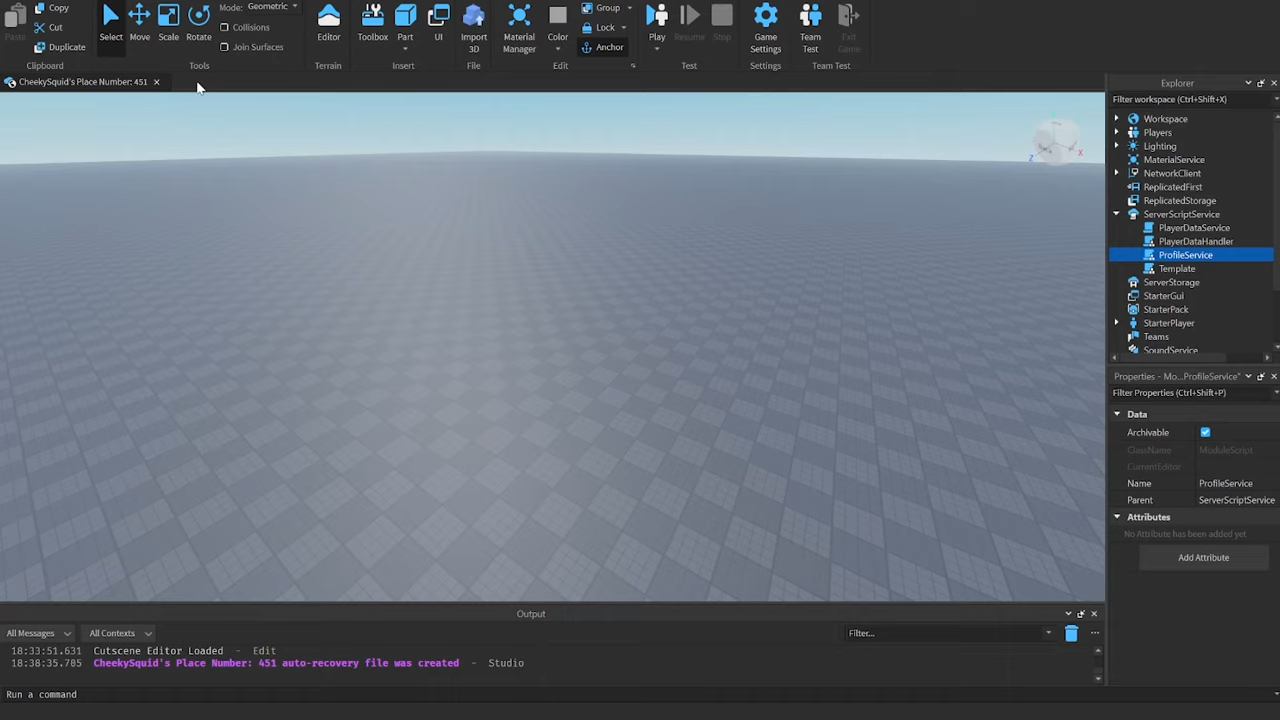 Copy
Paste
Cut
Duplicate
Clipboard
Select
Move
Scale
Rotate
Mode: Geometric
Collisions
Join Surfaces
Tools
Editor
Terrain
Toolbox
Part
UI
Insert
Import
3D
File
Material
Manager
Color
Group
Lock
Anchor
Edit
Play
Resume
Stop
Test
Game
Settings
Settings
Team
Test
Exit
Game
Team Test
CheekySquid's Place Number: 451
Z
X
Explorer
Filter workspace (Ctrl+Shift+X)
Workspace
Players
Lighting
MaterialService
NetworkClient
ReplicatedFirst
ReplicatedStorage
ServerScriptService
PlayerDataService
PlayerDataHandler
ProfileService
Template
ServerStorage
StarterGui
StarterPack
StarterPlayer
Teams
SoundService
Properties - Mo...ProfileService"
Filter Properties (Ctrl+Shift+P)
Data
Archivable
ClassName ModuleScript
CurrentEditor
Name ProfileService
Parent ServerScriptService
Attributes
No Attribute has been added yet
Add Attribute
Output
All Messages All Contexts Filter...
18:33:51.631 Cutscene Editor Loaded - Edit
18:38:35.705 CheekySquid's Place Number: 451 auto-recovery file was created - Studio
Run a command